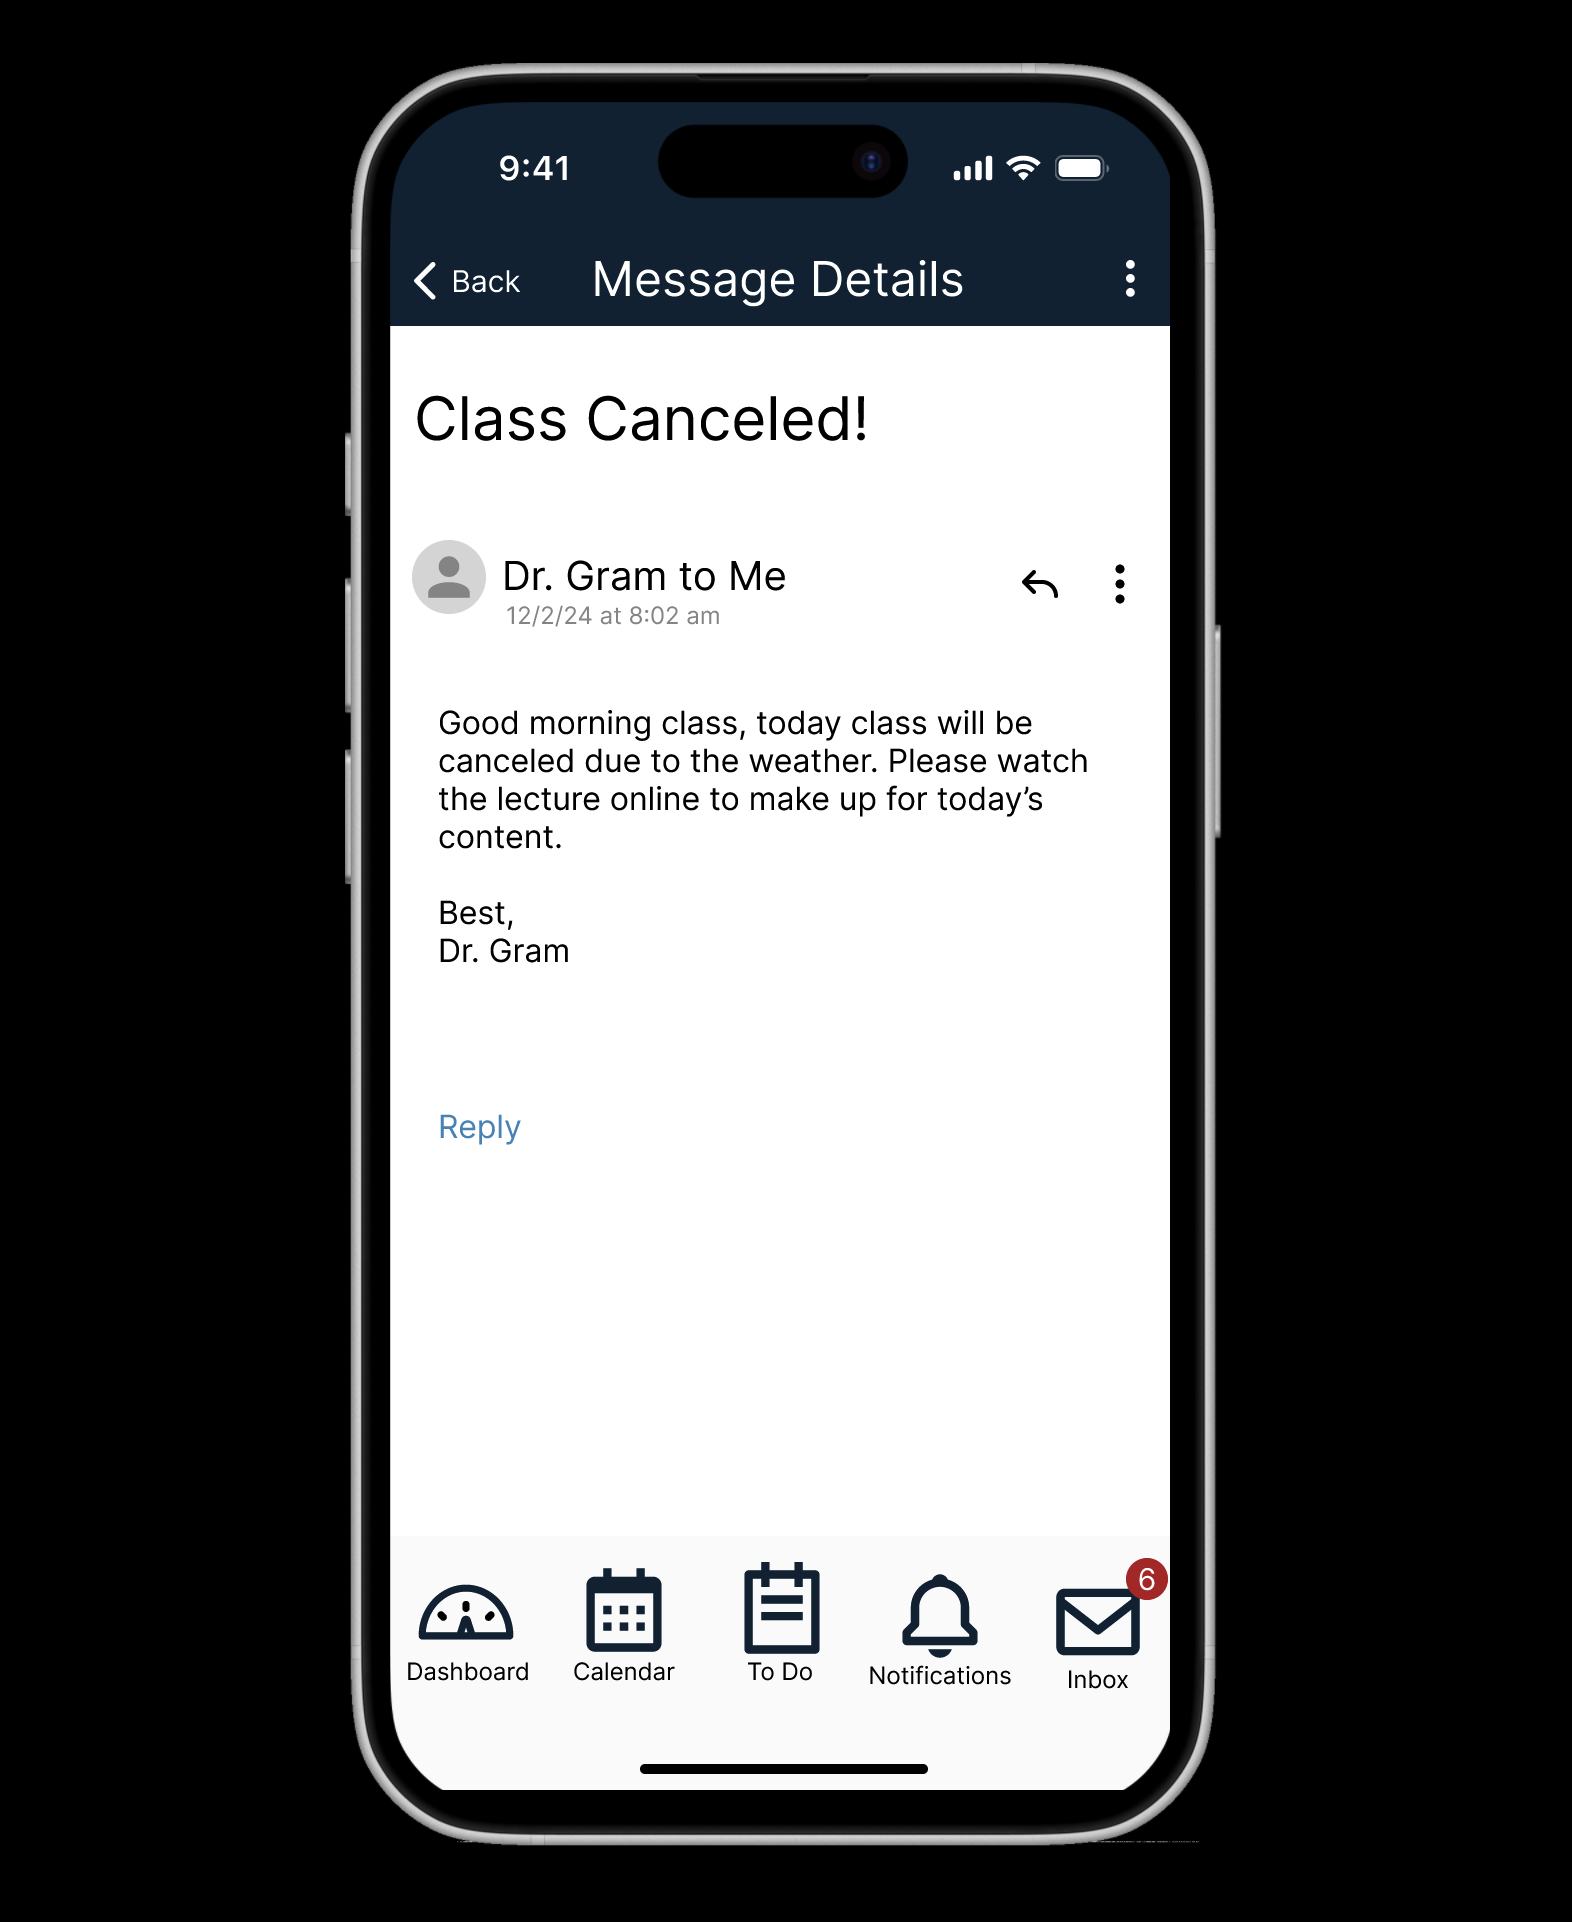 9:41
Back
Message Details
Class Canceled!
Dr. Gram to Me
12/2/24 at 8:02 am
Good morning class, today class will be
canceled due to the weather. Please watch
the lecture online to make up for today’s
content.
Best,
Dr. Gram
Reply
6
Dashboard
Calendar
To Do
Notifications
Inbox